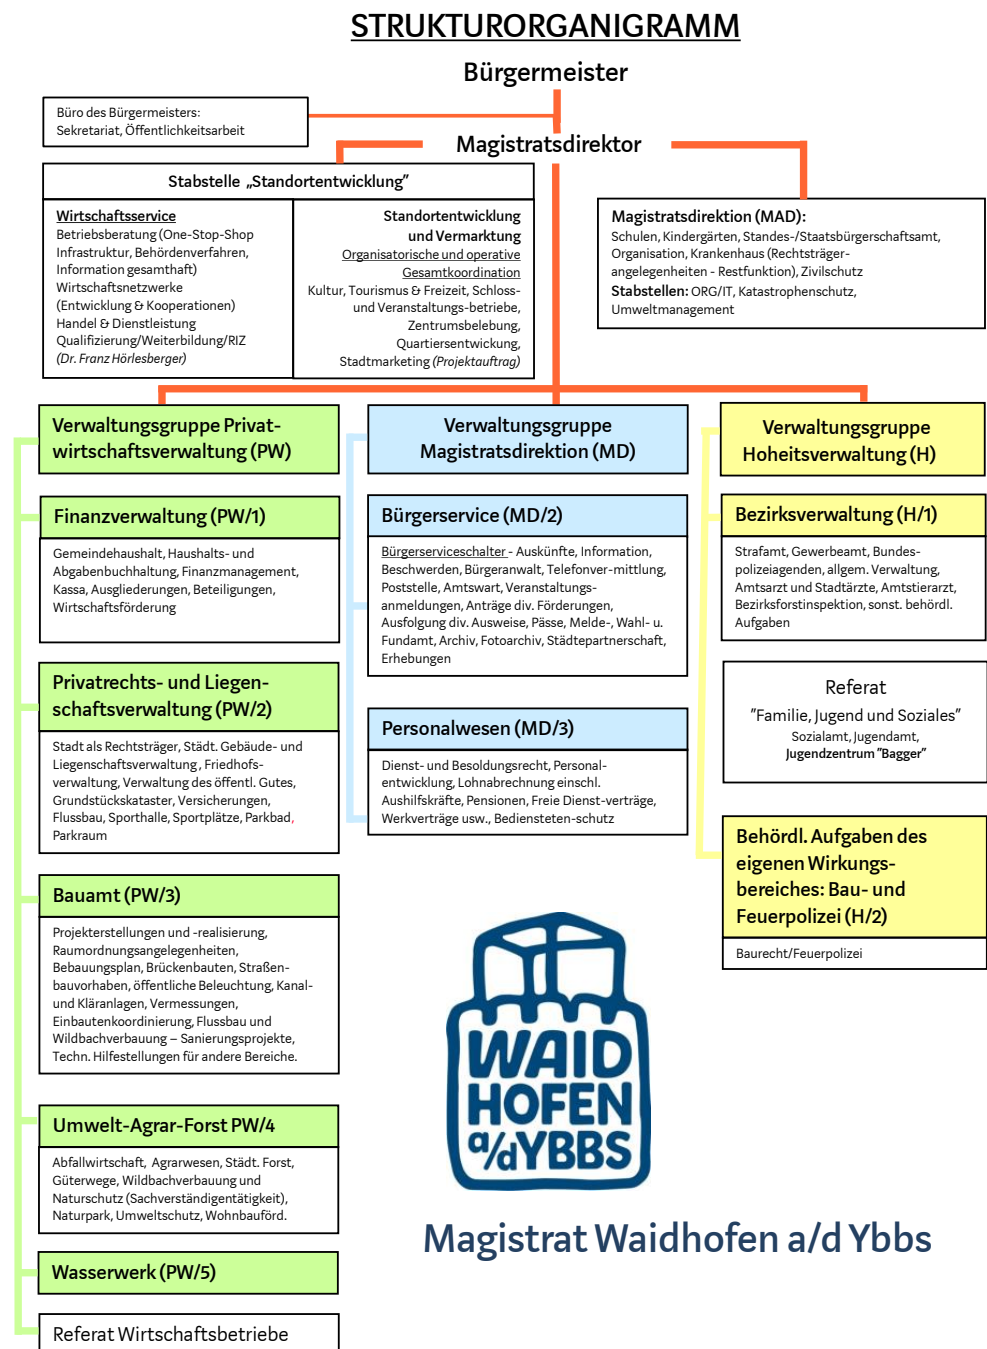 STRUKTURORGANIGRAMM
Bürgermeister
Büro des Bürgermeisters:
Sekretariat, Öffentlichkeitsarbeit
Magistratsdirektor
Stabstelle „Standortentwicklung"
Wirtschaftsservice
Betriebsberatung (One-Stop-Shop
Infrastruktur, Behördenverfahren,
Information gesamthaft)
Wirtschaftsnetzwerke
(Entwicklung & Kooperationen)
Handel & Dienstleistung
Qualifizierung/Weiterbildung/RIZ
(Dr. Franz Hörlesberger)
Standortentwicklung
und Vermarktung
Organisatorische und operative
Gesamtkoordination
Kultur, Tourismus & Freizeit, Schloss-
und Veranstaltungs-betriebe,
Zentrumsbelebung,
Quartiersentwickung,
Stadtmarketing (Projektauftrag)
Magistratsdirektion (MAD):
Schulen, Kindergärten, Standes-/Staatsbürgerschaftsamt,
Organisation, Krankenhaus (Rechtsträger-
angelegenheiten - Restfunktion), Zivilschutz
Stabstellen: ORG/IT, Katastrophenschutz,
Umweltmanagement
Verwaltungsgruppe Privat-
wirtschaftsverwaltung (PW)
Finanzverwaltung (PW/1)
Gemeindehaushalt, Haushalts- und
Abgabenbuchhaltung, Finanzmanagement,
Kassa, Ausgliederungen, Beteiligungen,
Wirtschaftsförderung
Privatrechts- und Liegen-
schaftsverwaltung (PW/2)
Stadt als Rechtsträger, Städt. Gebäude- und
Liegenschaftsverwaltung , Friedhofs-
verwaltung, Verwaltung des öffentl. Gutes,
Grundstückskataster, Versicherungen,
Flussbau, Sporthalle, Sportplätze, Parkbad,
Parkraum
Bauamt (PW/3)
Projekterstellungen und -realisierung,
Raumordnungsangelegenheiten,
Bebauungsplan, Brückenbauten, Straßen-
bauvorhaben, öffentliche Beleuchtung, Kanal-
und Kläranlagen, Vermessungen,
Einbautenkoordinierung, Flussbau und
Wildbachverbauung – Sanierungsprojekte,
Techn. Hilfestellungen für andere Bereiche.
Umwelt-Agrar-Forst PW/4
Abfallwirtschaft, Agrarwesen, Städt. Forst,
Güterwege, Wildbachverbauung und
Naturschutz (Sachverständigentätigkeit),
Naturpark, Umweltschutz, Wohnbauförd.
Wasserwerk (PW/5)
Referat Wirtschaftsbetriebe
Verwaltungsgruppe
Magistratsdirektion (MD)
Bürgerservice (MD/2)
Bürgerserviceschalter - Auskünfte, Information,
Beschwerden, Bürgeranwalt, Telefonver-mittlung,
Poststelle, Amtswart, Veranstaltungs-
anmeldungen, Anträge div. Förderungen,
Ausfolgung div. Ausweise, Pässe, Melde-, Wahl- u.
Fundamt, Archiv, Fotoarchiv, Städtepartnerschaft,
Erhebungen
Personalwesen (MD/3)
Dienst- und Besoldungsrecht, Personal-
entwicklung, Lohnabrechnung einschl.
Aushilfskräfte, Pensionen, Freie Dienst-verträge,
Werkverträge usw., Bediensteten-schutz
Verwaltungsgruppe
Hoheitsverwaltung (H)
Bezirksverwaltung (H/1)
Strafamt, Gewerbeamt, Bundes-
polizeiagenden, allgem. Verwaltung,
Amtsarzt und Stadtärzte, Amtstierarzt,
Bezirksforstinspektion, sonst. behördl.
Aufgaben
Referat
"Familie, Jugend und Soziales"
Sozialamt, Jugendamt,
Jugendzentrum "Bagger"
Behördl. Aufgaben des
eigenen Wirkungs-
bereiches: Bau- und
Feuerpolizei (H/2)
Baurecht/Feuerpolizei
WAID
HOFEN
a/dYBBS
Magistrat Waidhofen a/d Ybbs